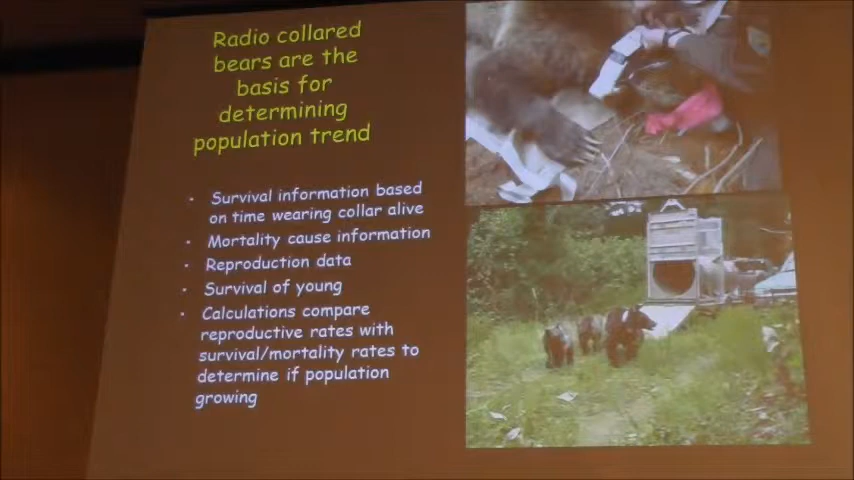 Radio collared
bears are the
basis for
determining
population trend
• Survival information based
on time wearing collar alive
• Mortality cause information
• Reproduction data
• Survival of young
• Calculations compare
reproductive rates with
survival/mortality rates to
determine if population
growing